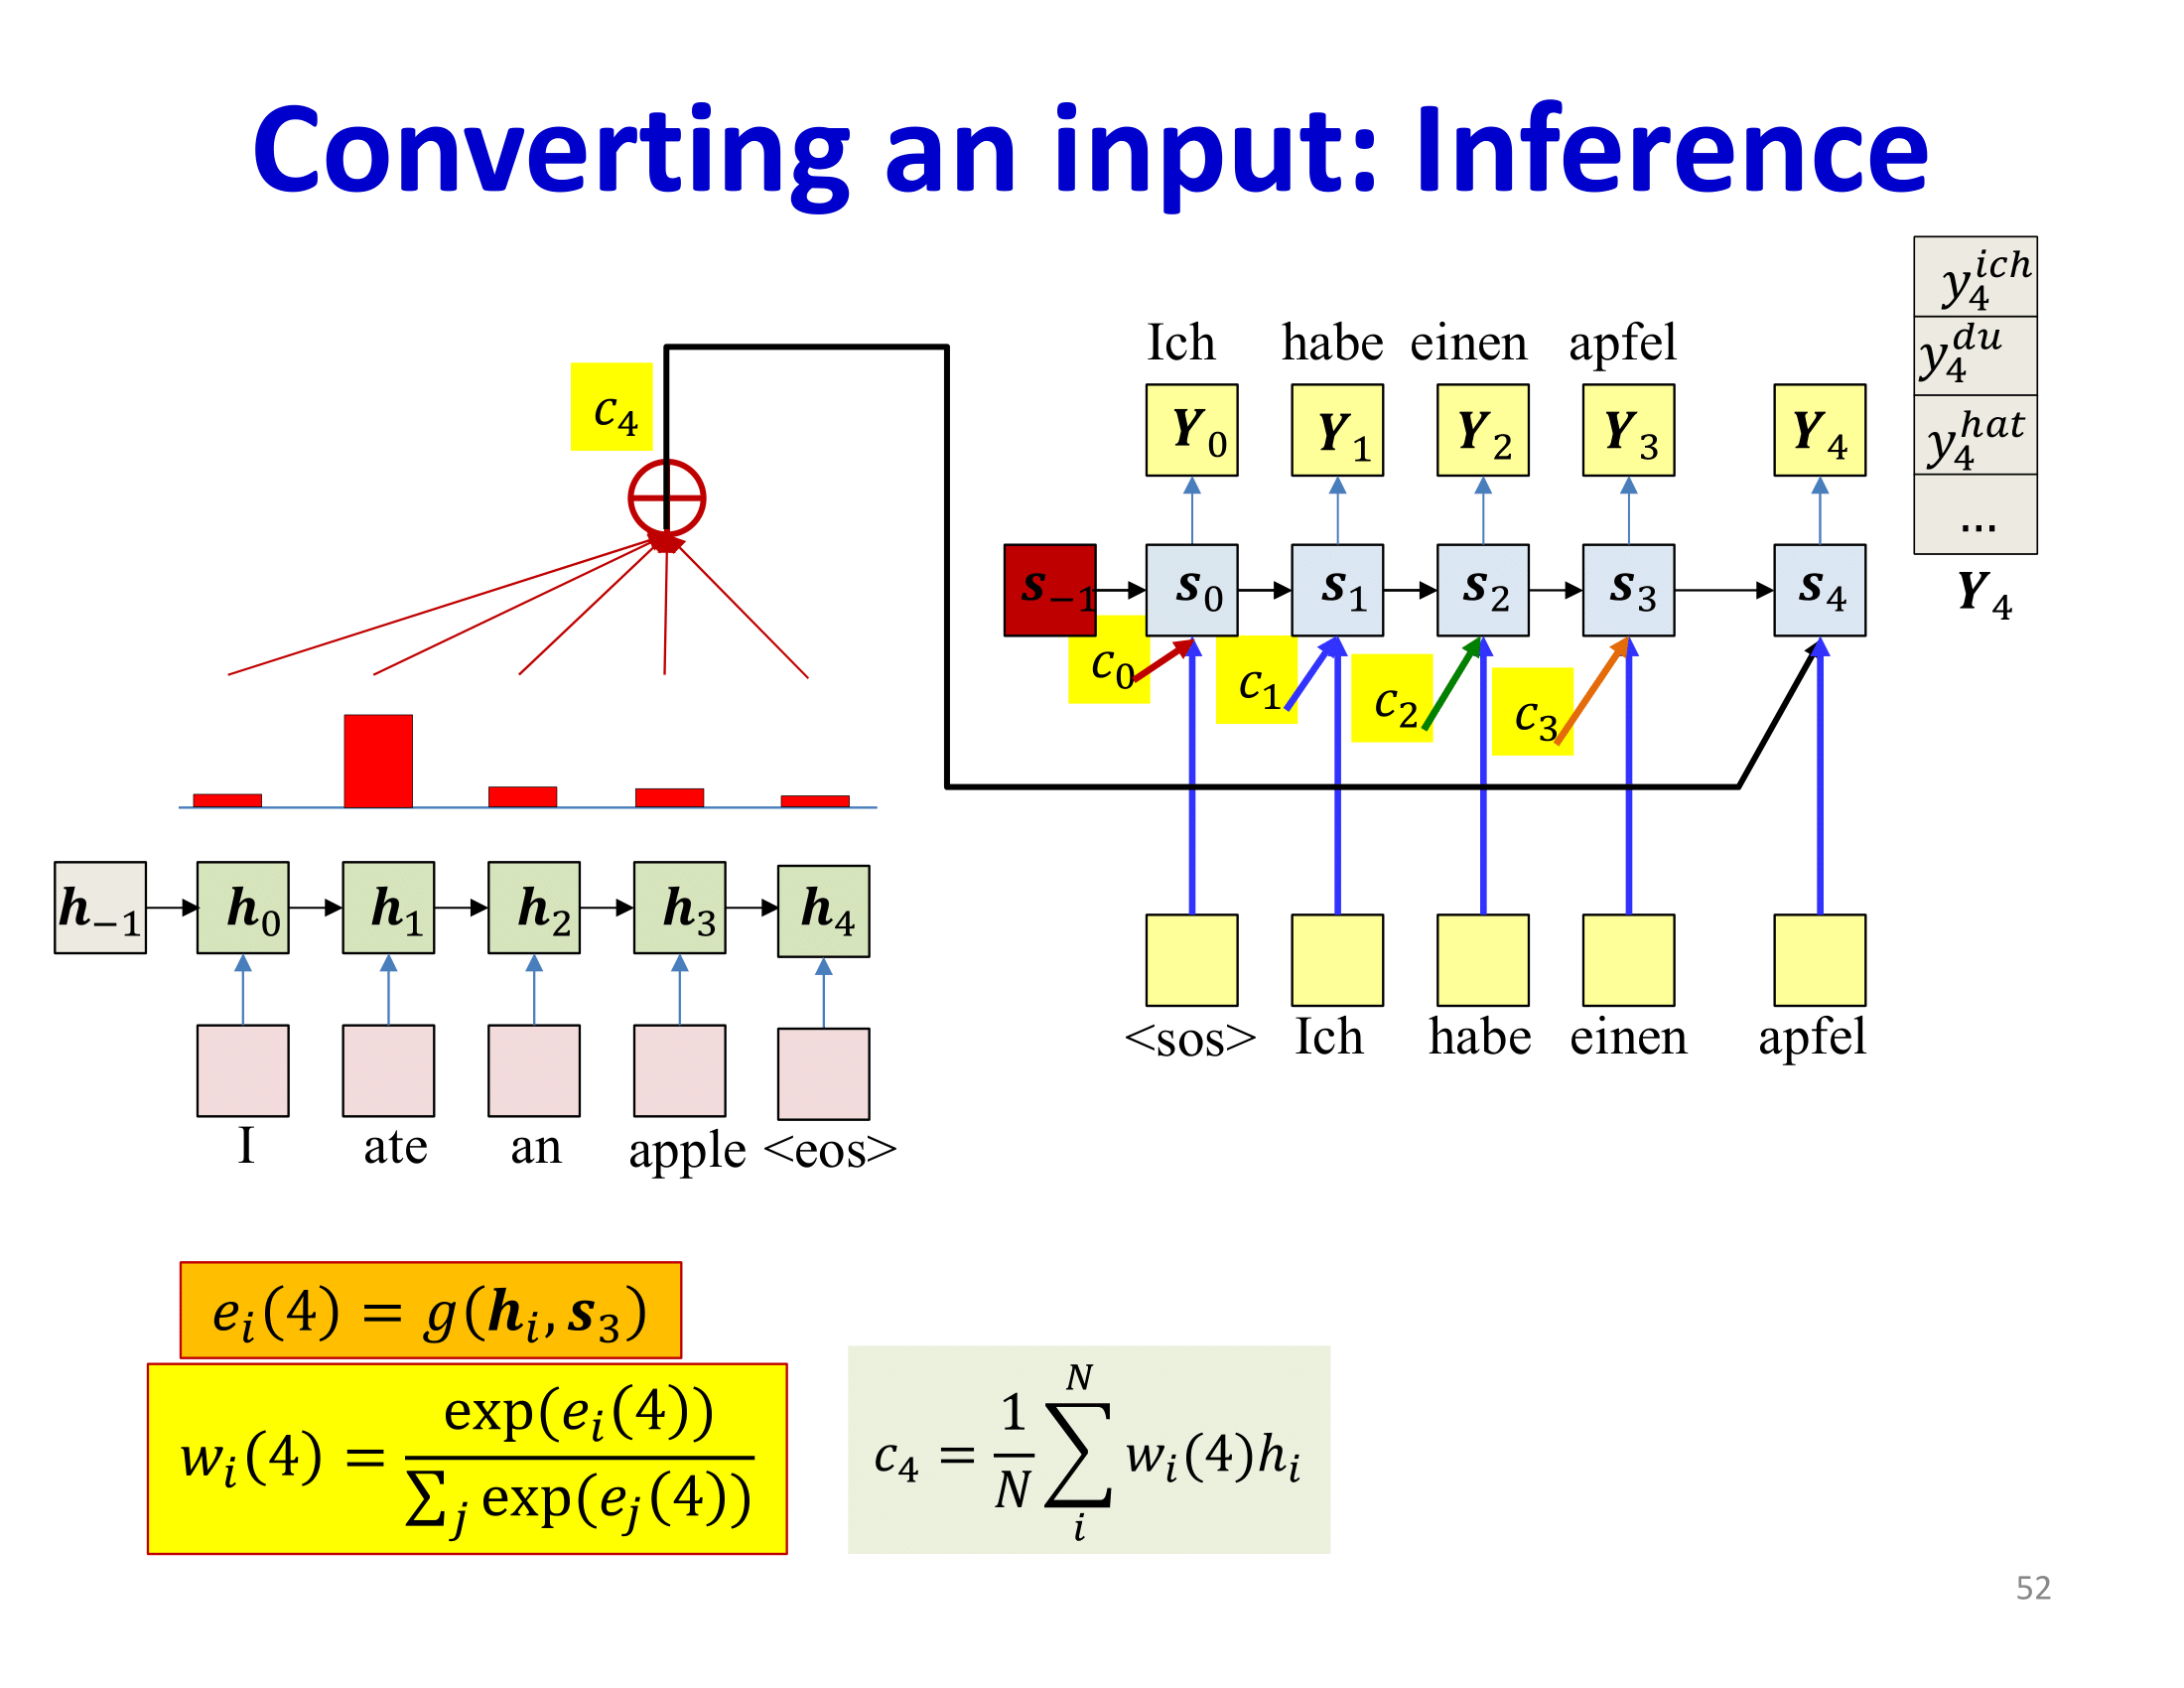 Converting an input: Inference
y_4^{ich}
y_4^{du}
y_4^{hat}
...
Y_4
Ich habe einen apfel
c_4
Y_0 Y_1 Y_2 Y_3 Y_4
s_{-1} s_0 s_1 s_2 s_3 s_4
c_0 c_1 c_2 c_3
h_{-1} h_0 h_1 h_2 h_3 h_4
<sos> Ich habe einen apfel
I ate an apple <eos>
e_i(4) = g(h_i, s_3)
w_i(4) = \frac{exp(e_i(4))}{\sum_j exp(e_j(4))}
c_4 = \frac{1}{N} \sum_i^N w_i(4)h_i
52